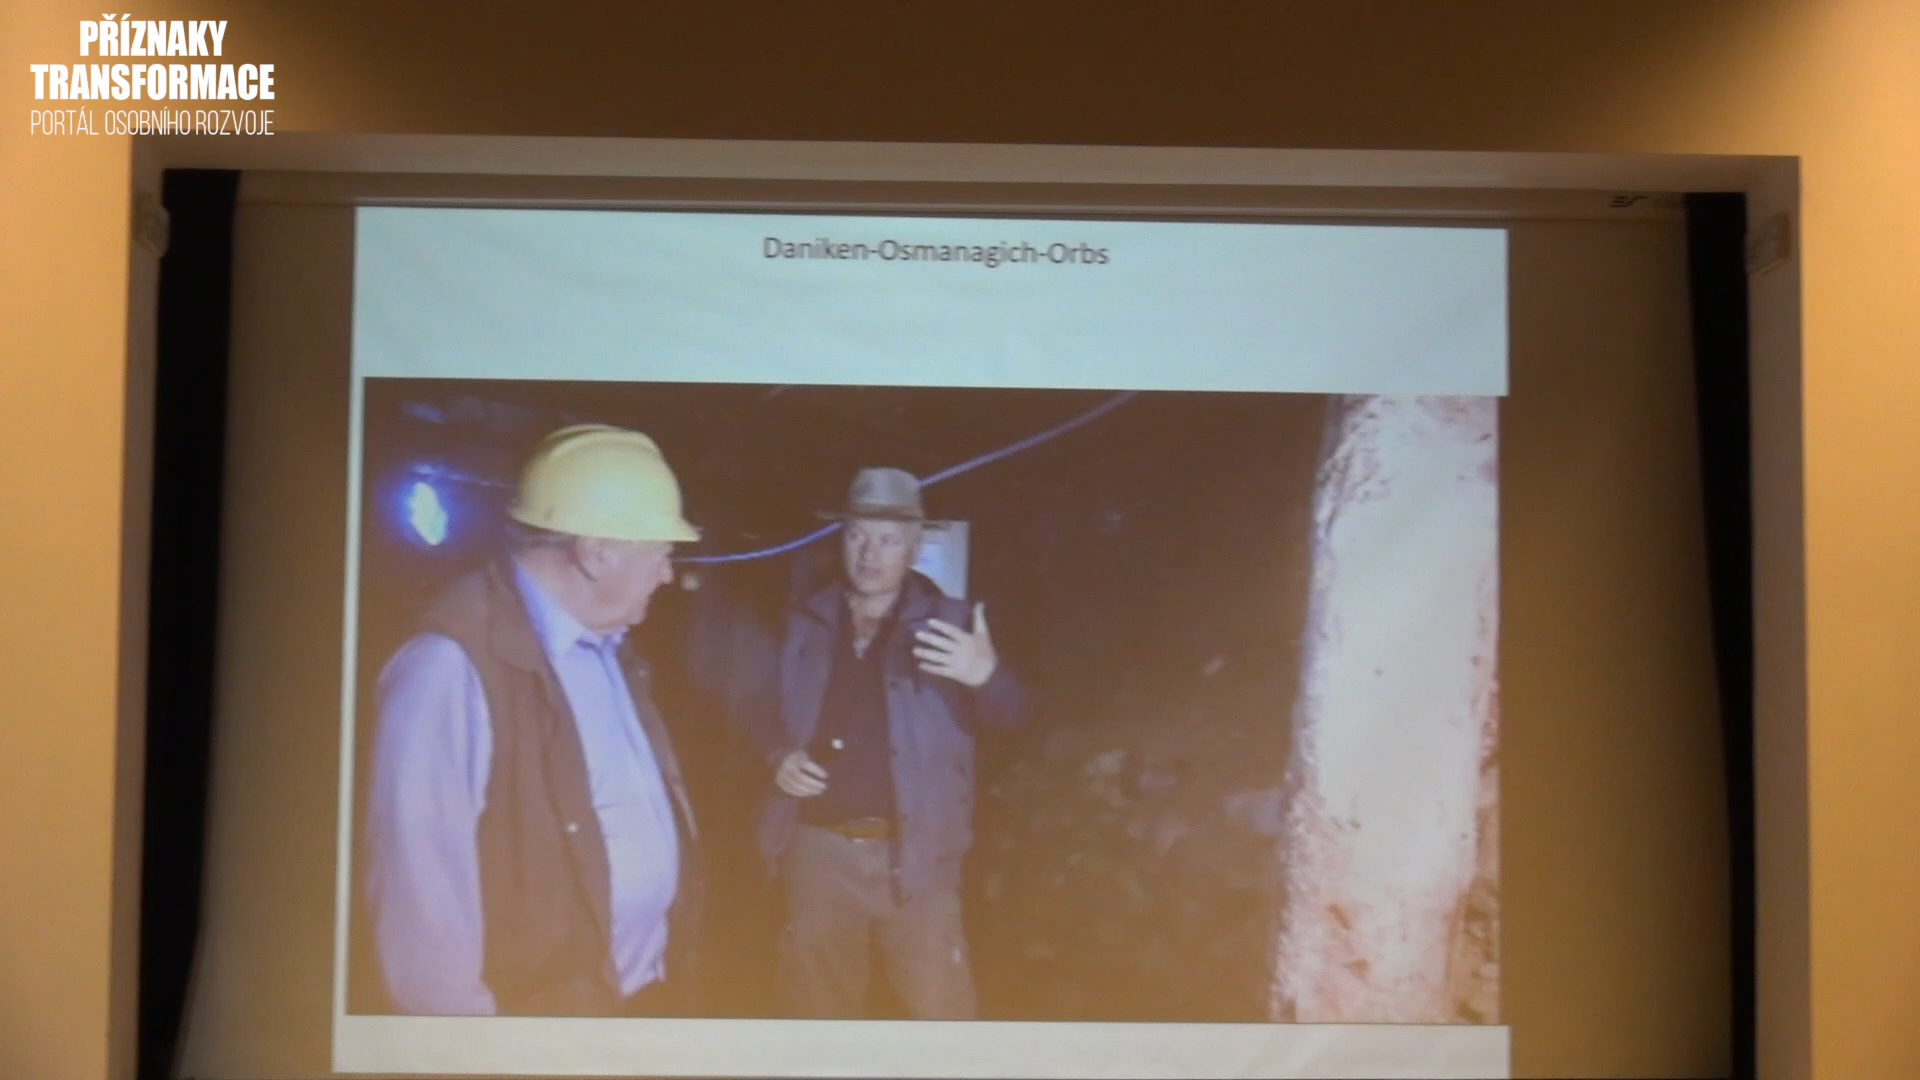 PŘÍZNAKY
TRANSFORMACE
PORTÁL OSOBNÍHO ROZVOJE
Daniken-Osmanagich-Orbs